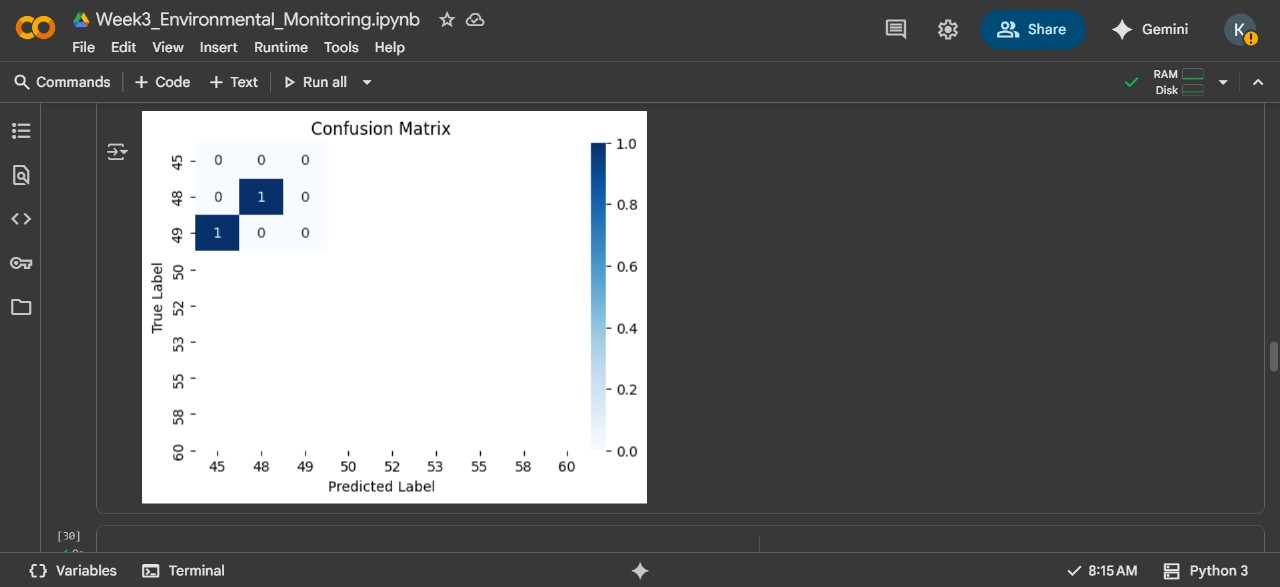 Week3_Environmental_Monitoring.ipynb
File Edit View Insert Runtime Tools Help
Share
Gemini
K
Commands + Code + Text Run all
RAM
Disk
Confusion Matrix
45 0 0 0
48 0 1 0
49 1 0 0
50
52
53
55
58
60
True Label
45 48 49 50 52 53 55 58 60
Predicted Label
1.0
0.8
0.6
0.4
0.2
0.0
[30]
Variables Terminal
8:15 AM Python 3